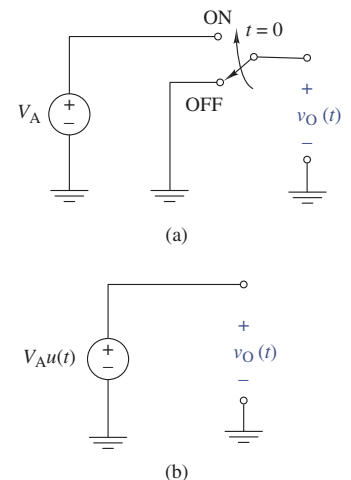 ON
t = 0
+
V_A
−
OFF
+
v_O (t)
−
(a)
+
V_A u(t)
−
+
v_O (t)
−
(b)